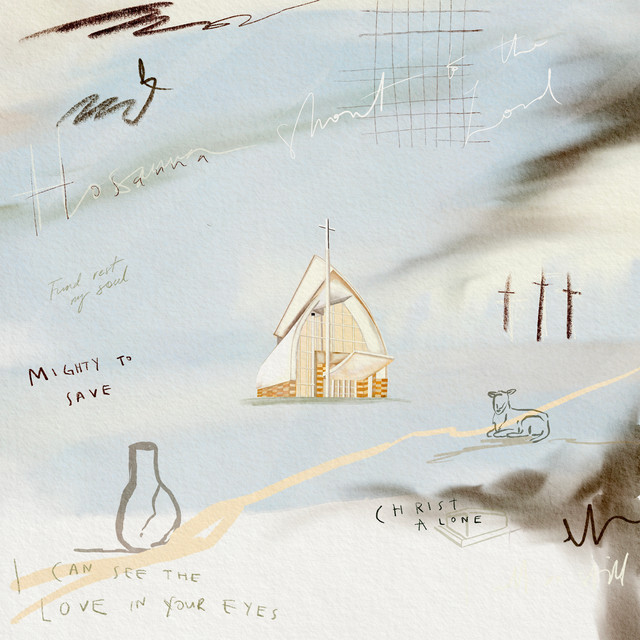 Hosanna Shout to the Lord
Find rest
my soul
MIGHTY TO
SAVE
CHRIST
ALONE
I CAN SEE THE
LOVE IN YOUR EYES